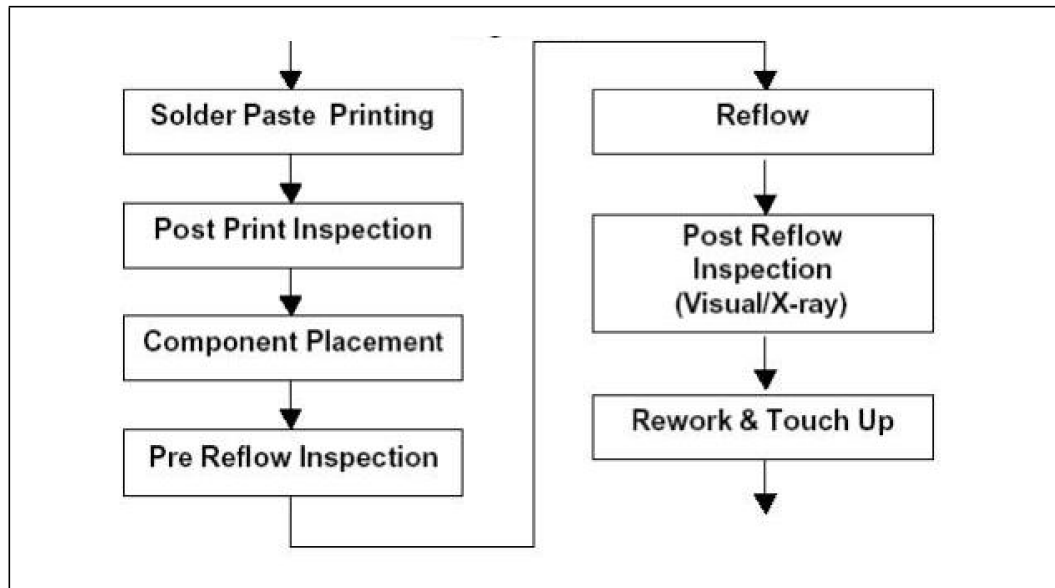 Solder Paste Printing
Post Print Inspection
Component Placement
Pre Reflow Inspection
Reflow
Post Reflow
Inspection
(Visual/X-ray)
Rework & Touch Up